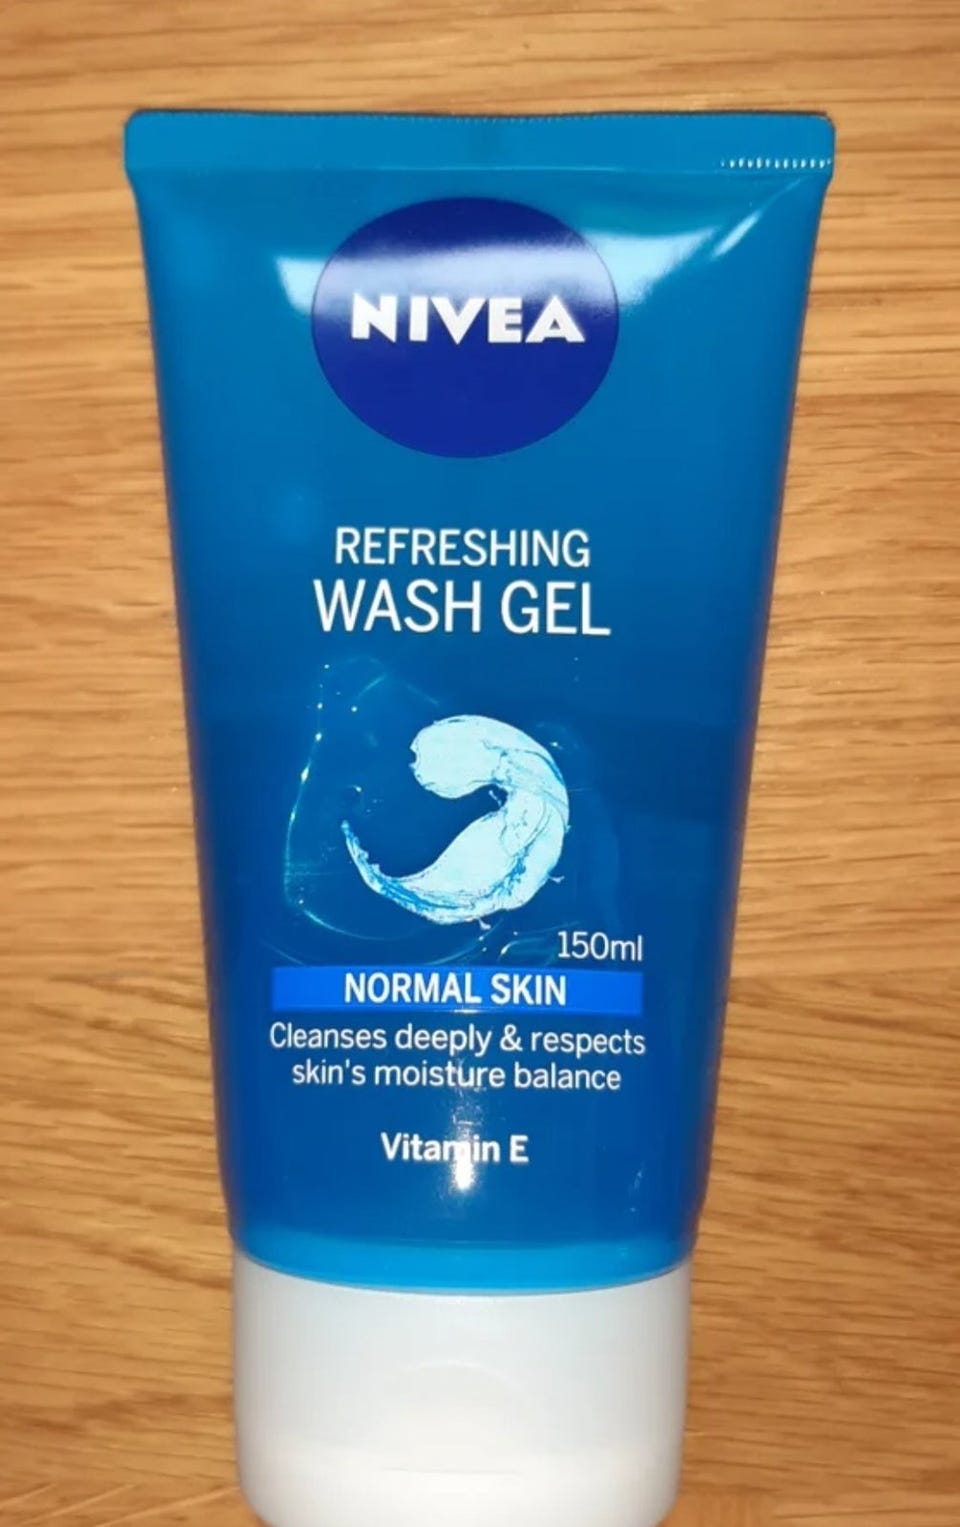 NIVEA
REFRESHING
WASH GEL
150ml
NORMAL SKIN
Cleanses deeply & respects
skin's moisture balance
Vitamin E